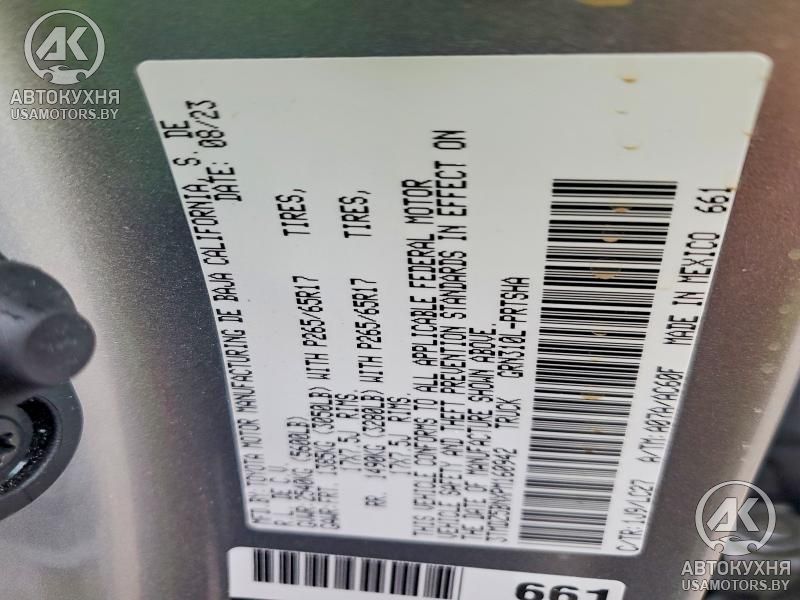 AK
АВТОКУХНЯ
USAMOTORS.BY
MFT BY: TOYOTA MOTOR MANUFACTURING DE BAJA CALIFORNIA, S. DE
R.L. DE C.V. DATE: 08/23
GVWR: 2540KG (5600LB)
GAWR: FRT. 1385KG (3050LB) WITH P265/65R17 TIRES,
17X7.5J RIMS.
RR. 1490KG (3280LB) WITH P265/65R17 TIRES,
17X7.5J RIMS.
THIS VEHICLE CONFORMS TO ALL APPLICABLE FEDERAL MOTOR
VEHICLE SAFETY AND THEFT PREVENTION STANDARDS IN EFFECT ON
THE DATE OF MANUFACTURE SHOWN ABOVE.
TRUCK GRN310L-PRTSHA
C/TR: 1J9/LC27 A/TM: A07A/AC60F MADE IN MEXICO 661
661
AK
АВТОКУХНЯ
USAMOTORS.BY